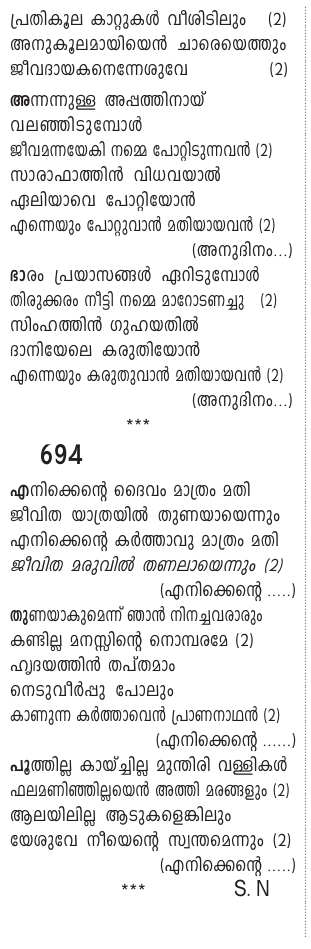 പ്രതികൂല കാറ്റുകൾ വീശിടിലും (2)
അനുകൂലമായിയെൻ ചാരെയെത്തും
ജീവദായകനെന്നേശുവേ (2)
അന്നന്നുള്ള അപ്പത്തിനായ്
വലഞ്ഞിടുമ്പോൾ
ജീവമന്നയേകി നമ്മെ പോറ്റിടുന്നവൻ (2)
സാരാഫാത്തിൻ വിധവയാൽ
ഏലിയാവെ പോറ്റിയോൻ
എന്നെയും പോറ്റുവാൻ മതിയായവൻ (2)
(അനുദിനം...)
ഭാരം പ്രയാസങ്ങൾ ഏറിടുമ്പോൾ
തിരുക്കരം നീട്ടി നമ്മെ മാറോടണച്ചു (2)
സിംഹത്തിൻ ഗുഹയതിൽ
ദാനിയേലെ കരുതിയോൻ
എന്നെയും കരുതുവാൻ മതിയായവൻ (2)
(അനുദിനം...)
***
694
എനിക്കെന്റെ ദൈവം മാത്രം മതി
ജീവിത യാത്രയിൽ തുണയായെന്നും
എനിക്കെന്റെ കർത്താവു മാത്രം മതി
ജീവിത മരുവിൽ തണലായെന്നും (2)
(എനിക്കെന്റെ .....)
തുണയാകുമെന്ന് ഞാൻ നിനച്ചവരാരും
കണ്ടില്ല മനസ്സിന്റെ നൊമ്പരമേ (2)
ഹൃദയത്തിൻ തപ്തമാം
നെടുവീർപ്പു പോലും
കാണുന്ന കർത്താവെൻ പ്രാണനാഥൻ (2)
(എനിക്കെന്റെ ......)
പൂത്തില്ല കായ്ച്ചില്ല മുന്തിരി വള്ളികൾ
ഫലമണിഞ്ഞില്ലയെൻ അത്തി മരങ്ങളും (2)
ആലയിലില്ല ആടുകളെങ്കിലും
യേശുവേ നീയെന്റെ സ്വന്തമെന്നും (2)
(എനിക്കെന്റെ .....)
*** S. N